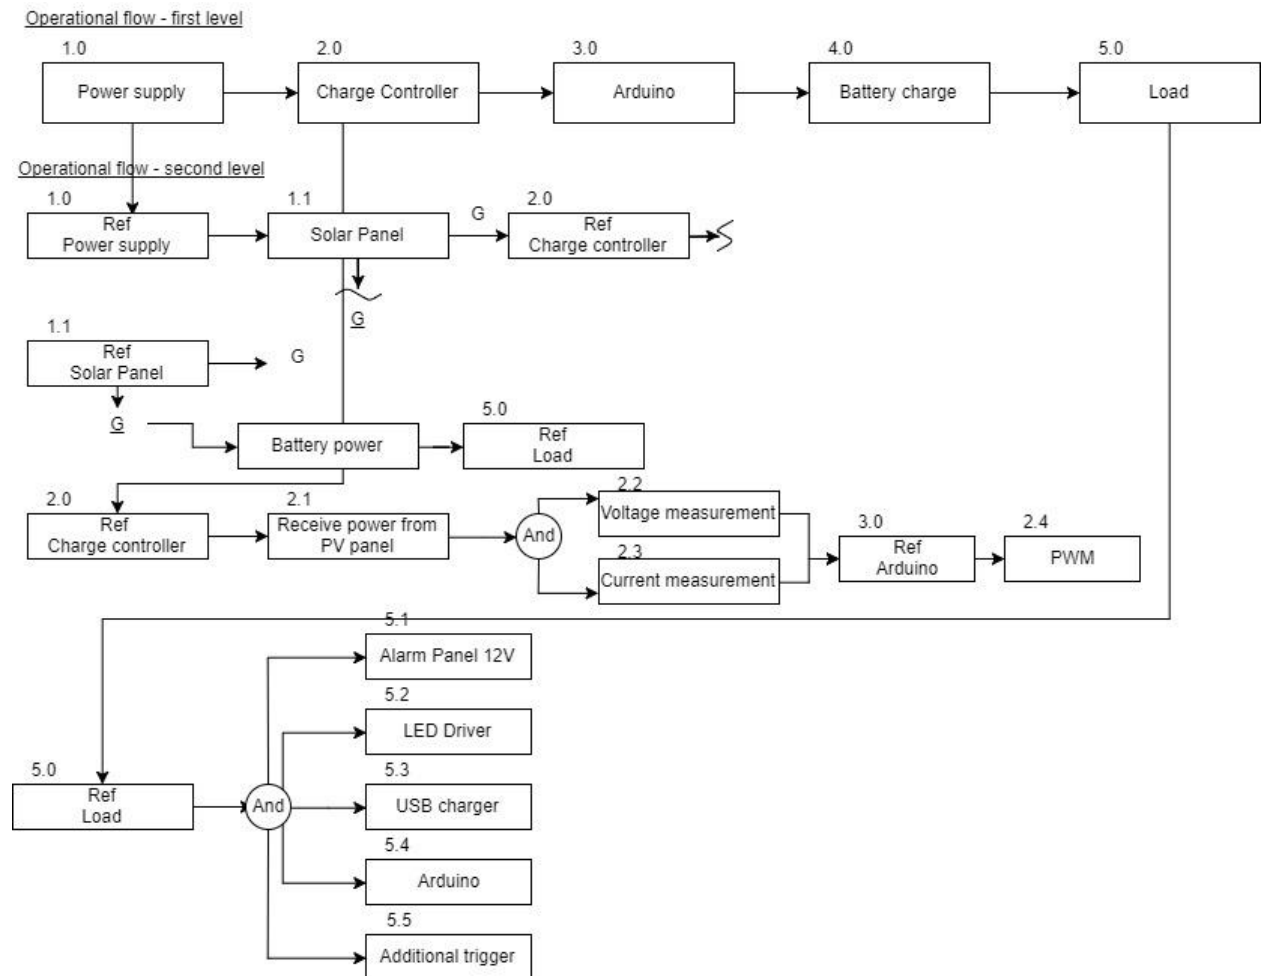 Operational flow - first level
1.0
2.0
3.0
4.0
5.0
Power supply
Charge Controller
Arduino
Battery charge
Load
Operational flow - second level
1.0
Ref
Power supply
1.1
Solar Panel
G
2.0
Ref
Charge controller
G
1.1
Ref
Solar Panel
G
G
Battery power
5.0
Ref
Load
2.0
Ref
Charge controller
2.1
Receive power from
PV panel
And
2.2
Voltage measurement
2.3
Current measurement
3.0
Ref
Arduino
2.4
PWM
5.0
Ref
Load
And
5.1
Alarm Panel 12V
5.2
LED Driver
5.3
USB charger
5.4
Arduino
5.5
Additional trigger